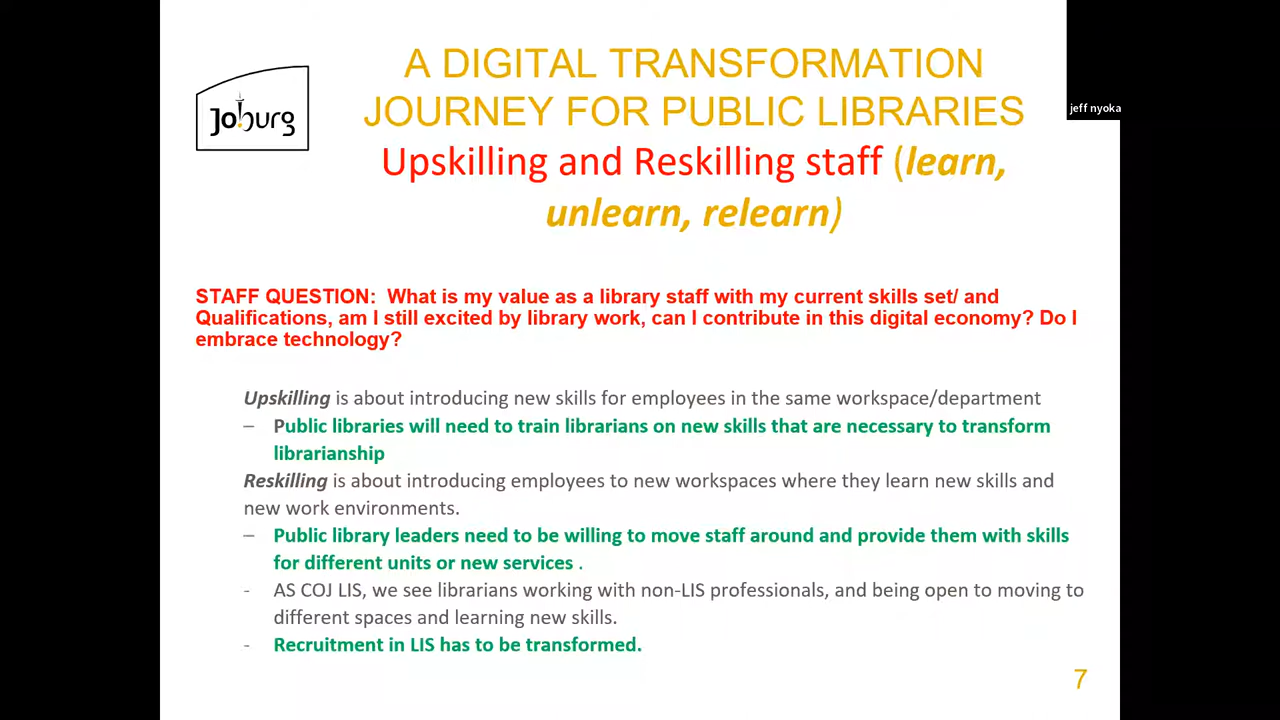 Joburg
A DIGITAL TRANSFORMATION
JOURNEY FOR PUBLIC LIBRARIES
Upskilling and Reskilling staff (learn,
unlearn, relearn)
jeff nyoka
STAFF QUESTION: What is my value as a library staff with my current skills set/ and
Qualifications, am I still excited by library work, can I contribute in this digital economy? Do I
embrace technology?
Upskilling is about introducing new skills for employees in the same workspace/department
– Public libraries will need to train librarians on new skills that are necessary to transform
librarianship
Reskilling is about introducing employees to new workspaces where they learn new skills and
new work environments.
– Public library leaders need to be willing to move staff around and provide them with skills
for different units or new services .
- AS COJ LIS, we see librarians working with non-LIS professionals, and being open to moving to
different spaces and learning new skills.
- Recruitment in LIS has to be transformed.
7